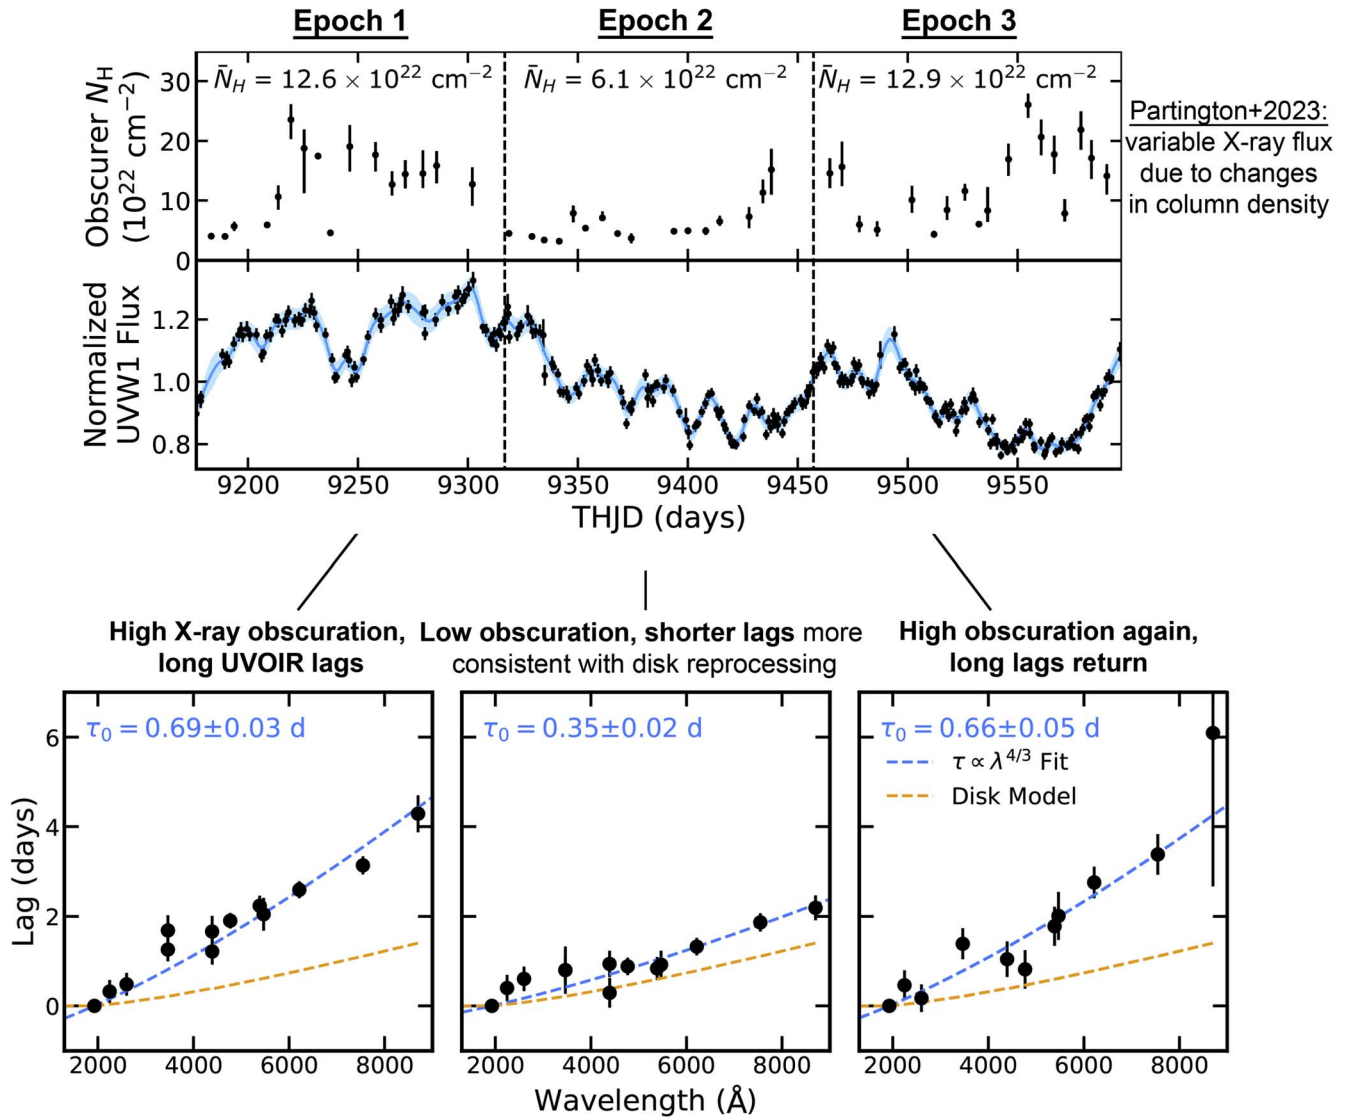 Epoch 1
Epoch 2
Epoch 3
Obscurer N_H
(10²² cm⁻²)
30
20
10
0
N̄_H = 12.6 × 10²² cm⁻²
N̄_H = 6.1 × 10²² cm⁻²
N̄_H = 12.9 × 10²² cm⁻²
Partington+2023:
variable X-ray flux
due to changes
in column density
Normalized
UVW1 Flux
1.2
1.0
0.8
9200 9250 9300 9350 9400 9450 9500 9550
THJD (days)
High X-ray obscuration,
long UVOIR lags
Low obscuration, shorter lags more
consistent with disk reprocessing
High obscuration again,
long lags return
Lag (days)
6
4
2
0
τ₀ = 0.69±0.03 d
τ₀ = 0.35±0.02 d
τ₀ = 0.66±0.05 d
τ ∝ λ^4/3 Fit
Disk Model
2000 4000 6000 8000
2000 4000 6000 8000
2000 4000 6000 8000
Wavelength (Å)